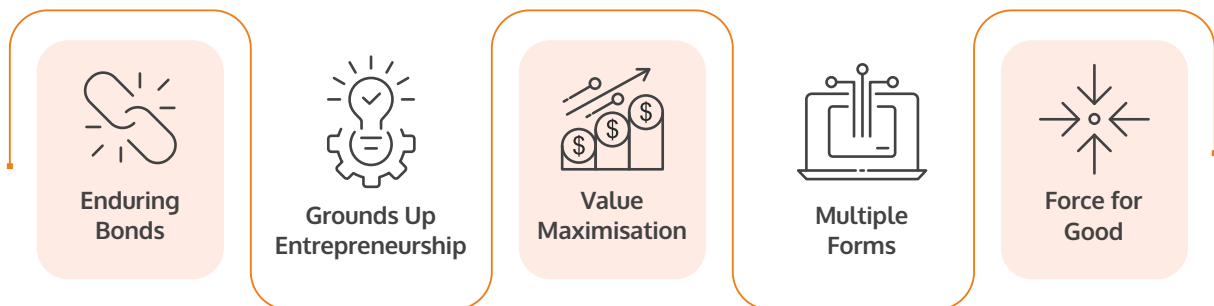 Enduring
Bonds
Grounds Up
Entrepreneurship
$
$
$
Value
Maximisation
Multiple
Forms
Force for
Good